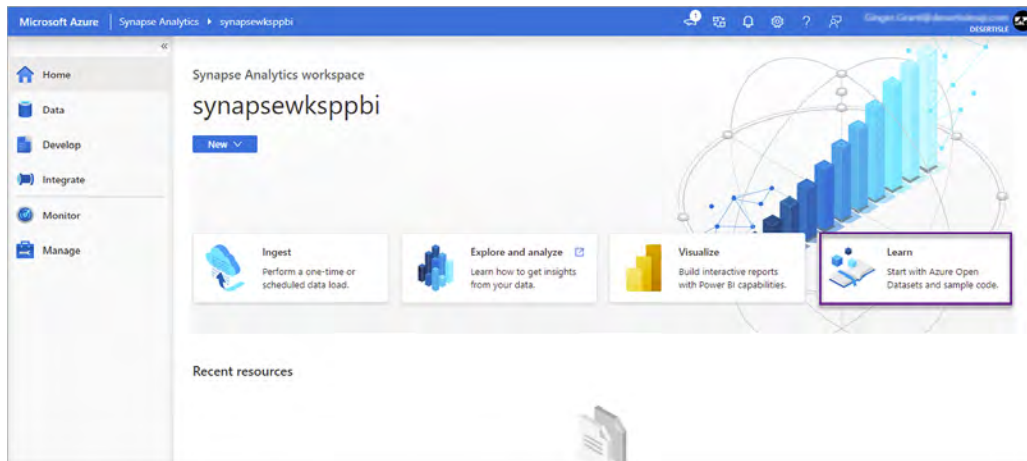 Microsoft Azure | Synapse Analytics ▸ synapsewksppbi
1
?
DESERTISLE
«
Home
Data
Develop
Integrate
Monitor
Manage
Synapse Analytics workspace
synapsewksppbi
New
Ingest
Perform a one-time or
scheduled data load.
Explore and analyze
Learn how to get insights
from your data.
Visualize
Build interactive reports
with Power BI capabilities.
Learn
Start with Azure Open
Datasets and sample code.
Recent resources